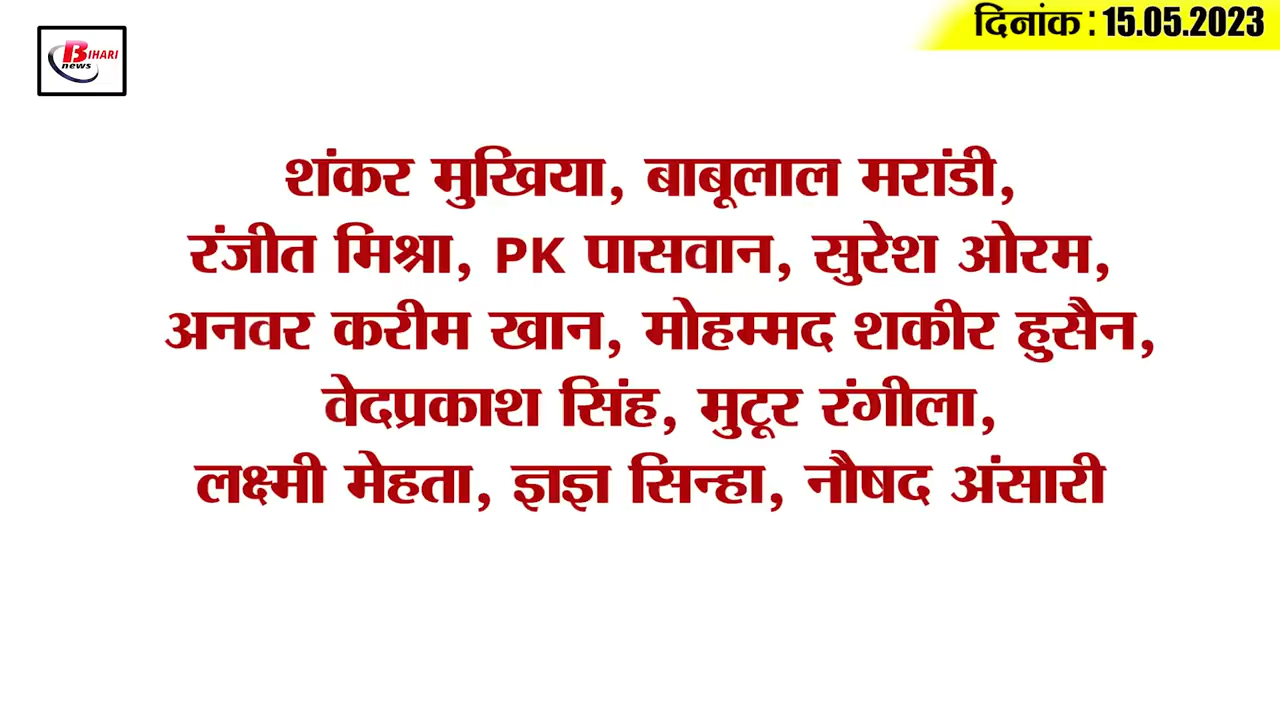 BIHARI
news
दिनांक : 15.05.2023
शंकर मुखिया, बाबूलाल मरांडी,
रंजीत मिश्रा, PK पासवान, सुरेश ओरम,
अनवर करीम खान, मोहम्मद शकीर हुसैन,
वेदप्रकाश सिंह, मुटूर रंगीला,
लक्ष्मी मेहता, ज्ञज्ञ सिन्हा, नौषद अंसारी